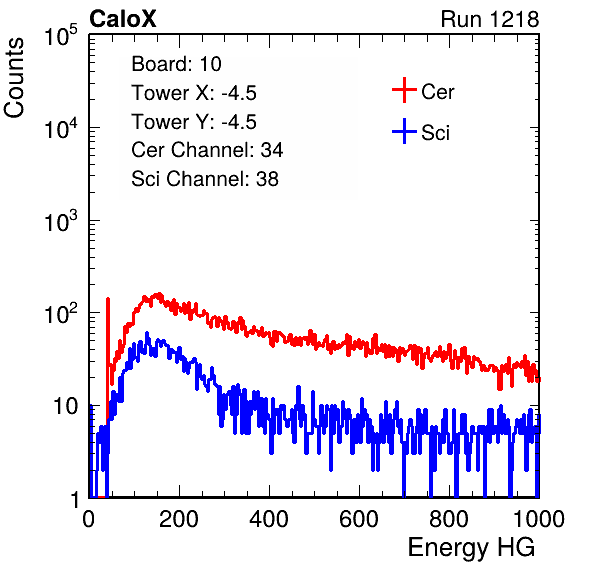 CaloX Run 1218
Counts
Board: 10
Tower X: -4.5
Tower Y: -4.5
Cer Channel: 34
Sci Channel: 38
Cer
Sci
10^5
10^4
10^3
10^2
10
1
0 200 400 600 800 1000
Energy HG